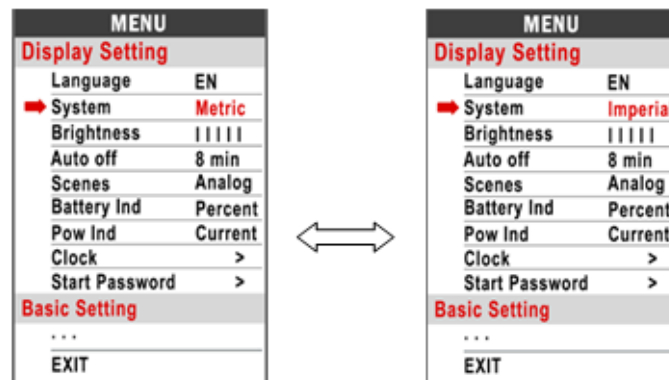 MENU
Display Setting
Language EN
System Metric
Brightness | | | | |
Auto off 8 min
Scenes Analog
Battery Ind Percent
Pow Ind Current
Clock >
Start Password >
Basic Setting
...
EXIT
MENU
Display Setting
Language EN
System Imperia
Brightness | | | | |
Auto off 8 min
Scenes Analog
Battery Ind Percent
Pow Ind Current
Clock >
Start Password >
Basic Setting
...
EXIT